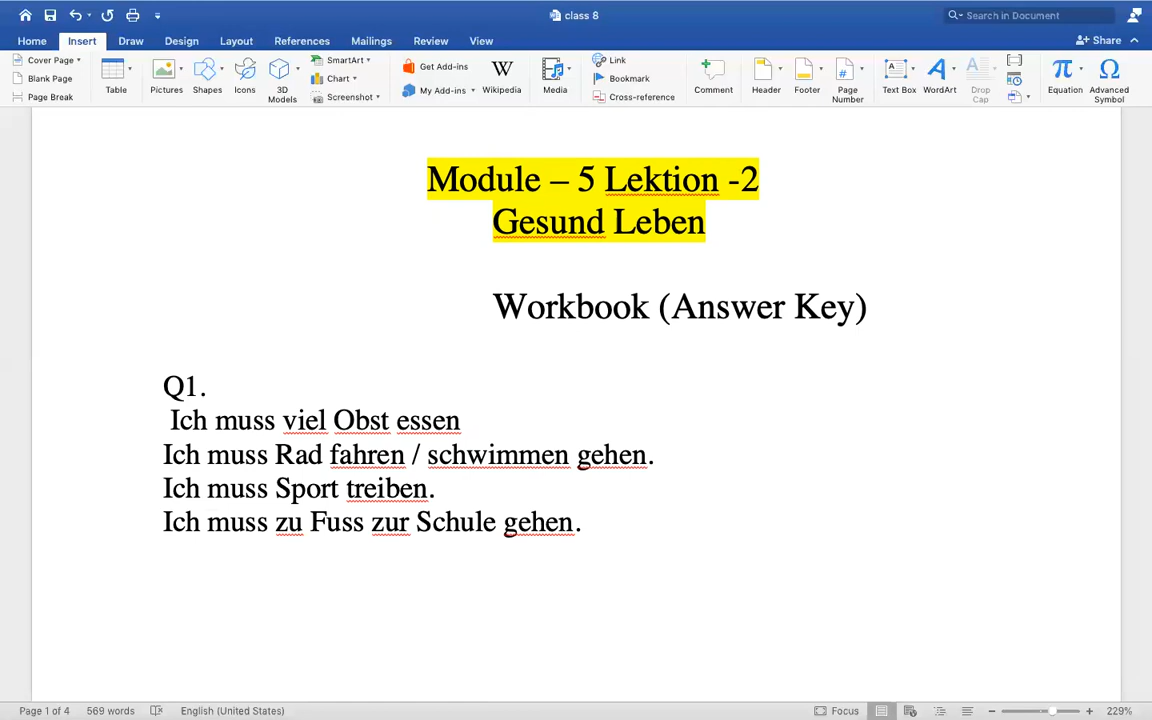 class 8
Search in Document
Home Insert Draw Design Layout References Mailings Review View Share
Cover Page
Blank Page
Page Break
Table
Pictures
Shapes
Icons
3D Models
SmartArt
Chart
Screenshot
Get Add-ins
My Add-ins
W
Wikipedia
Media
Link
Bookmark
Cross-reference
Comment
Header
Footer
#
Page Number
A
Text Box
A
WordArt
A
Drop Cap
π
Equation
Ω
Advanced Symbol
Module – 5 Lektion -2
Gesund Leben
Workbook (Answer Key)
Q1.
Ich muss viel Obst essen
Ich muss Rad fahren / schwimmen gehen.
Ich muss Sport treiben.
Ich muss zu Fuss zur Schule gehen.
Page 1 of 4 569 words English (United States) Focus 229%